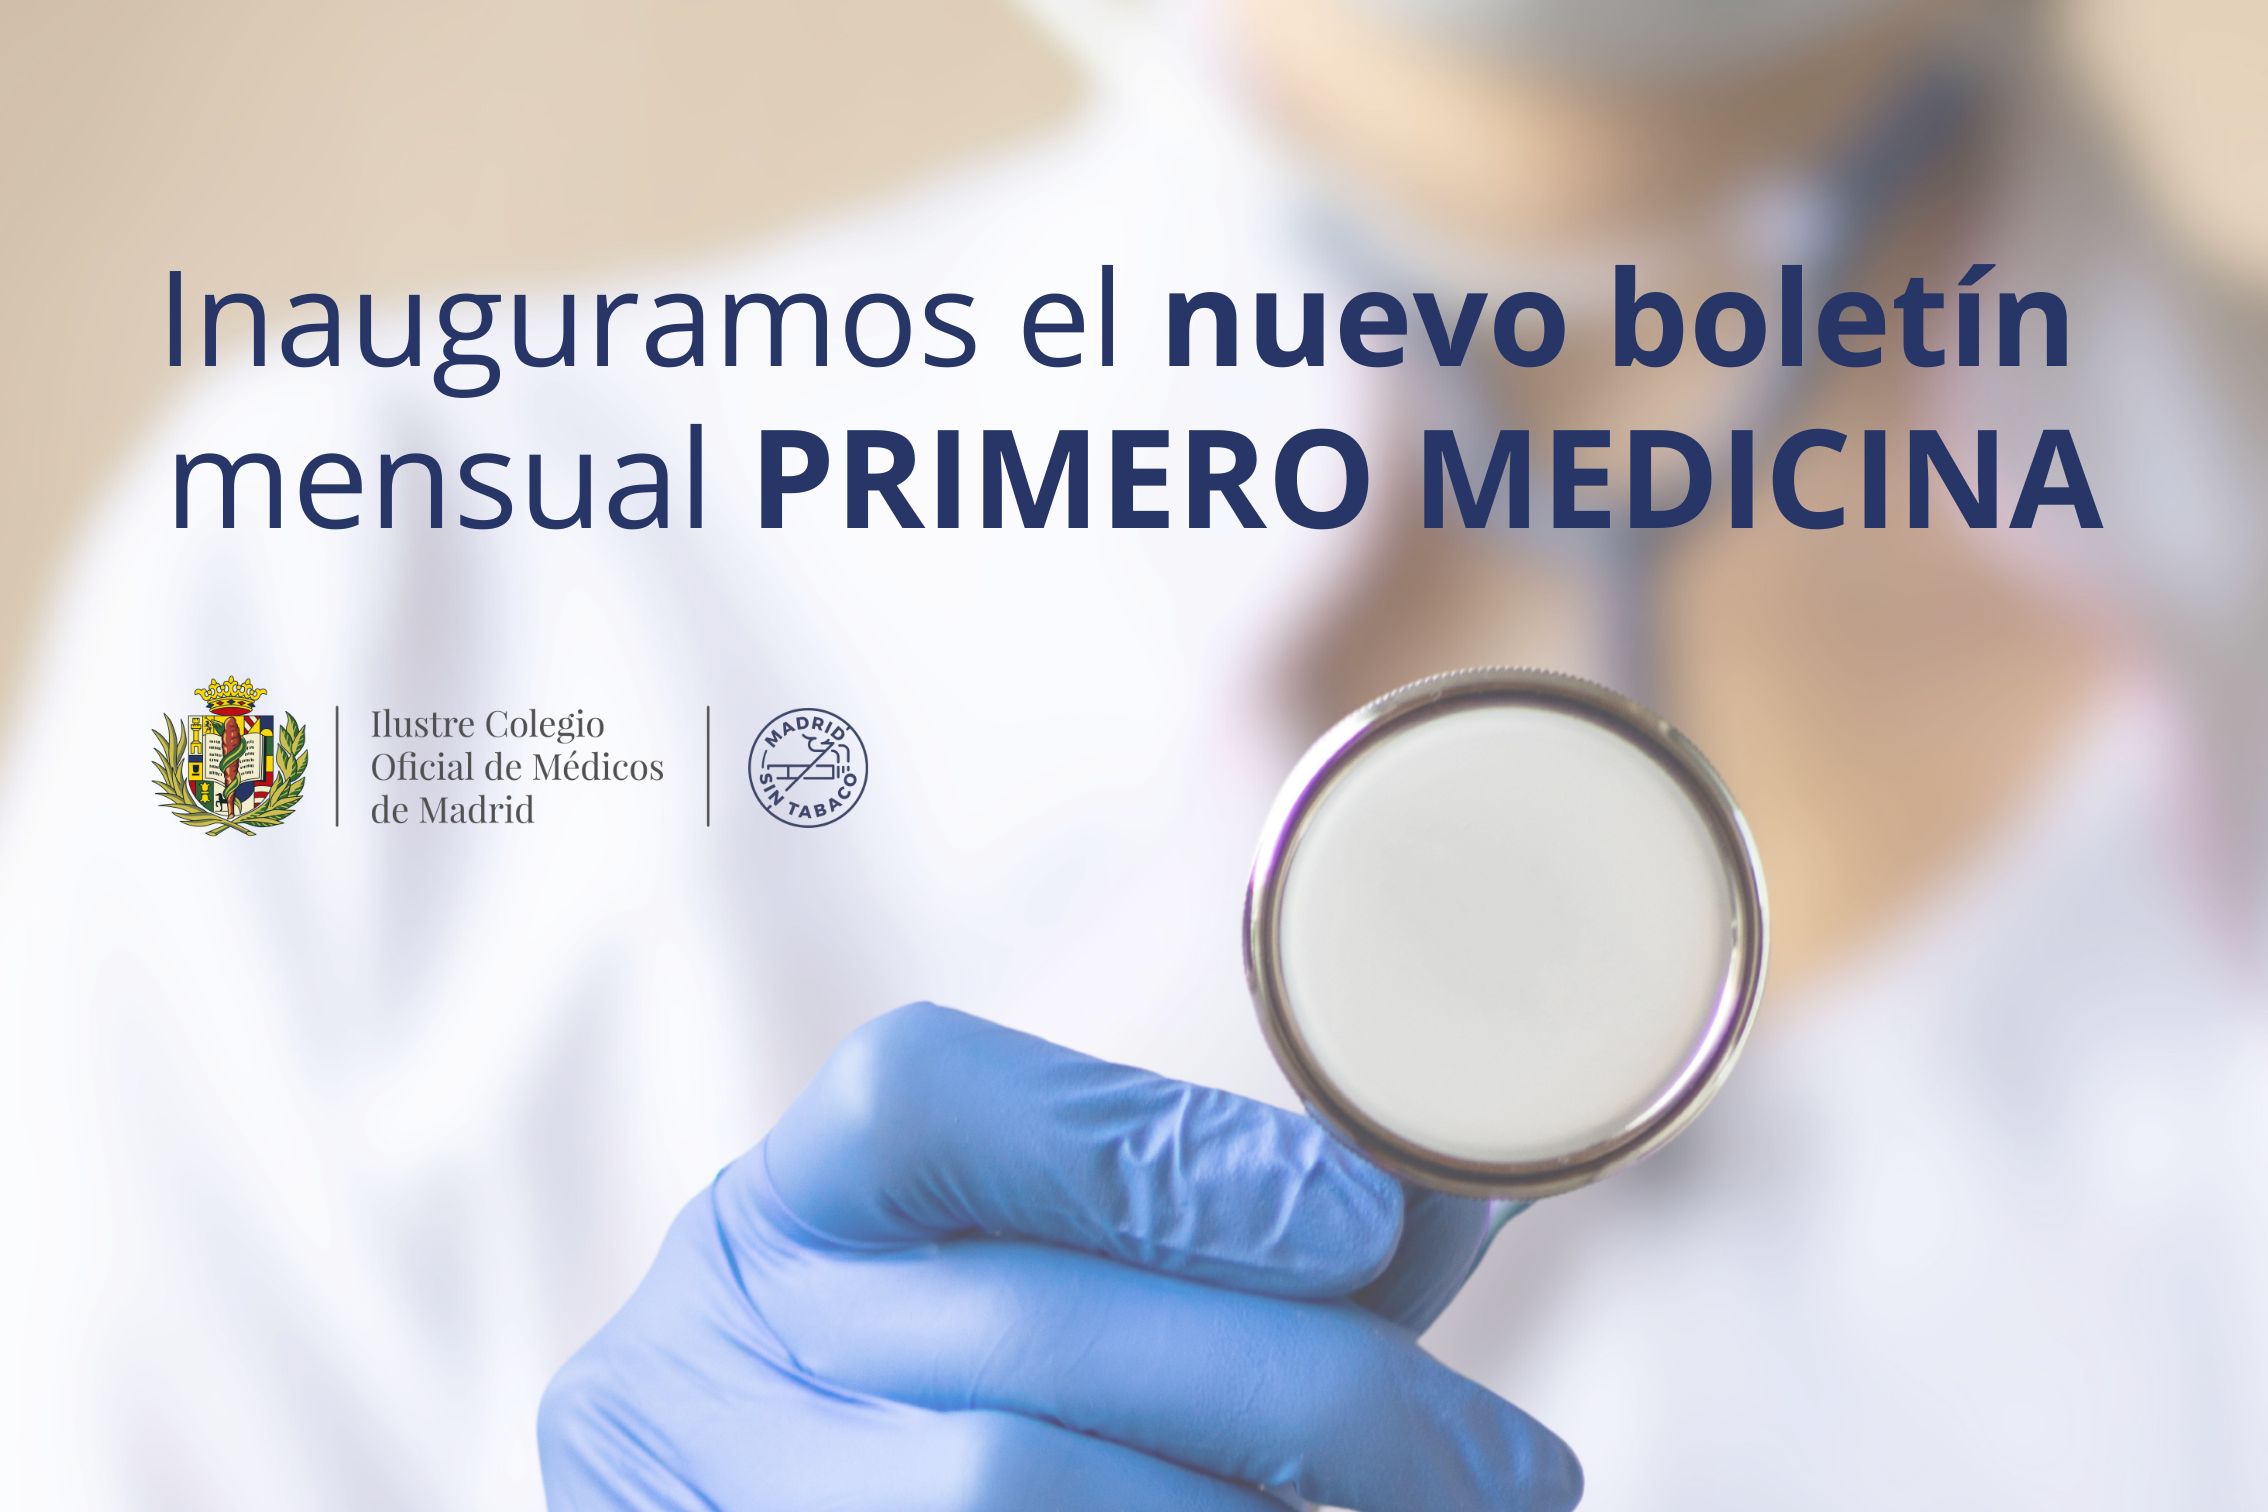 Inauguramos el nuevo boletín
mensual PRIMERO MEDICINA
Ilustre Colegio
Oficial de Médicos
de Madrid
MADRID
SIN TABACO